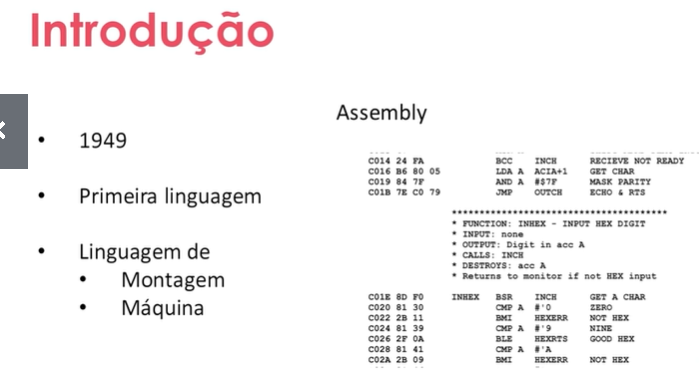 Introdução
• 1949
• Primeira linguagem
• Linguagem de
• Montagem
• Máquina
Assembly
C014 24 FA BCC INCH RECIEVE NOT READY
C016 B6 80 05 LDA A ACIA+1 GET CHAR
C019 84 7F AND A #$7F MASK PARITY
C01B 7E C0 79 JMP OUTCH ECHO & RTS
****************************************
* FUNCTION: INHEX - INPUT HEX DIGIT
* INPUT: none
* OUTPUT: Digit in acc A
* CALLS: INCH
* DESTROYS: acc A
* Returns to monitor if not HEX input
C01E 8D F0 INHEX BSR INCH GET A CHAR
C020 81 30 CMP A #'0 ZERO
C022 2B 11 BMI HEXERR NOT HEX
C024 81 39 CMP A #'9 NINE
C026 2F 0A BLE HEXRTS GOOD HEX
C028 81 41 CMP A #'A
C02A 2B 09 BMI HEXERR NOT HEX